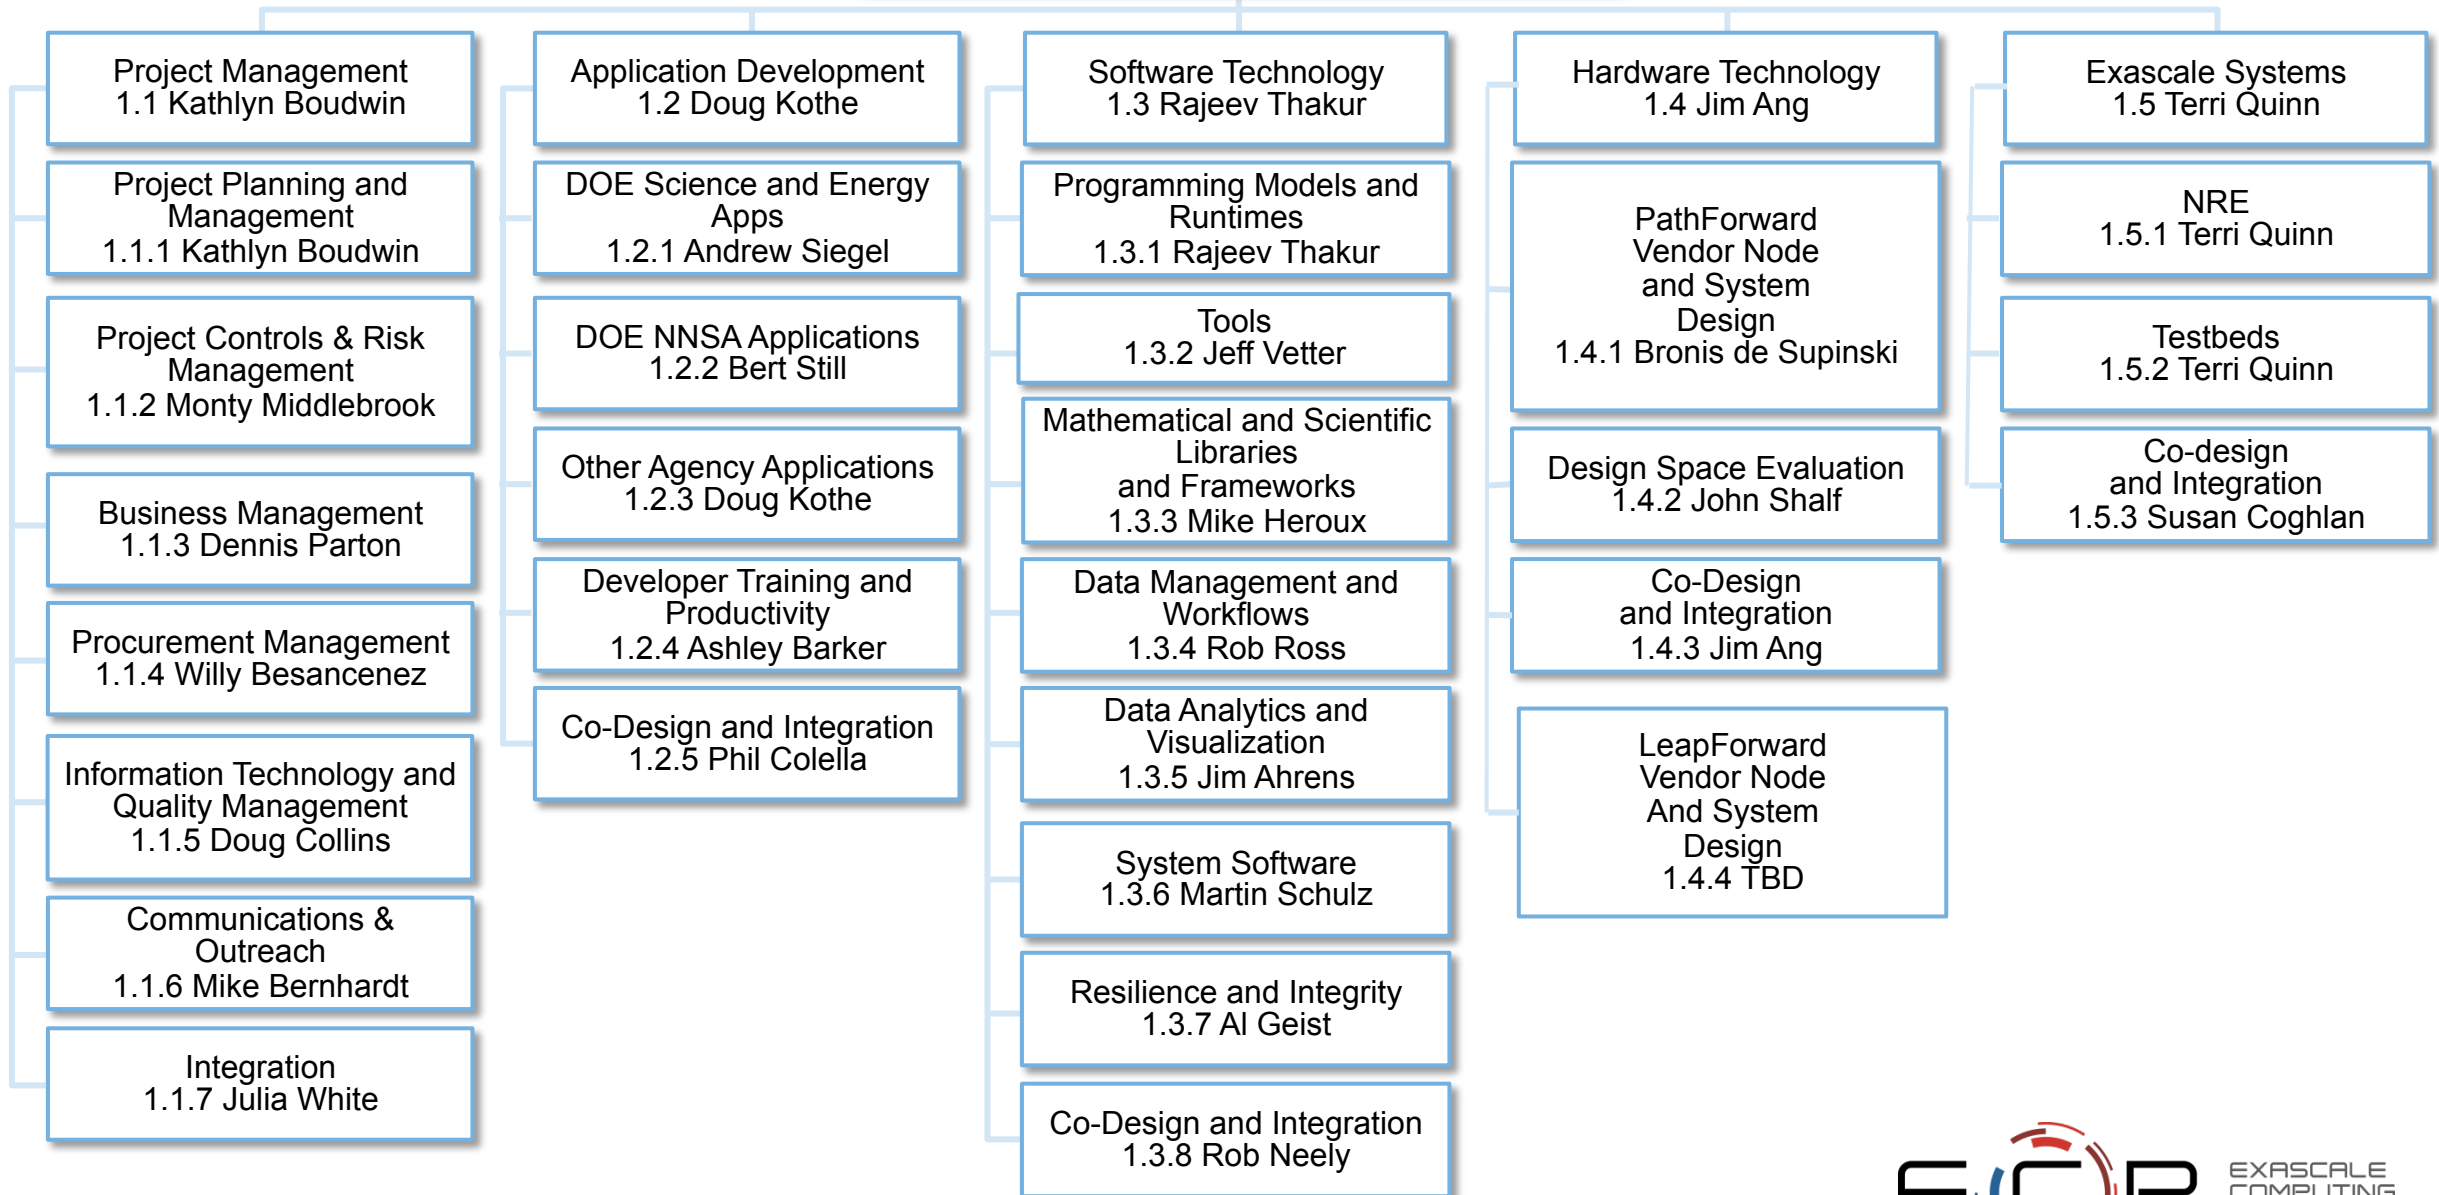 Project Management
1.1 Kathlyn Boudwin
Project Planning and
Management
1.1.1 Kathlyn Boudwin
Project Controls & Risk
Management
1.1.2 Monty Middlebrook
Business Management
1.1.3 Dennis Parton
Procurement Management
1.1.4 Willy Besancenez
Information Technology and
Quality Management
1.1.5 Doug Collins
Communications &
Outreach
1.1.6 Mike Bernhardt
Integration
1.1.7 Julia White
Application Development
1.2 Doug Kothe
DOE Science and Energy
Apps
1.2.1 Andrew Siegel
DOE NNSA Applications
1.2.2 Bert Still
Other Agency Applications
1.2.3 Doug Kothe
Developer Training and
Productivity
1.2.4 Ashley Barker
Co-Design and Integration
1.2.5 Phil Colella
Software Technology
1.3 Rajeev Thakur
Programming Models and
Runtimes
1.3.1 Rajeev Thakur
Tools
1.3.2 Jeff Vetter
Mathematical and Scientific
Libraries
and Frameworks
1.3.3 Mike Heroux
Data Management and
Workflows
1.3.4 Rob Ross
Data Analytics and
Visualization
1.3.5 Jim Ahrens
System Software
1.3.6 Martin Schulz
Resilience and Integrity
1.3.7 Al Geist
Co-Design and Integration
1.3.8 Rob Neely
Hardware Technology
1.4 Jim Ang
PathForward
Vendor Node
and System
Design
1.4.1 Bronis de Supinski
Design Space Evaluation
1.4.2 John Shalf
Co-Design
and Integration
1.4.3 Jim Ang
LeapForward
Vendor Node
And System
Design
1.4.4 TBD
Exascale Systems
1.5 Terri Quinn
NRE
1.5.1 Terri Quinn
Testbeds
1.5.2 Terri Quinn
Co-design
and Integration
1.5.3 Susan Coghlan
ECP
EXASCALE
COMPUTING